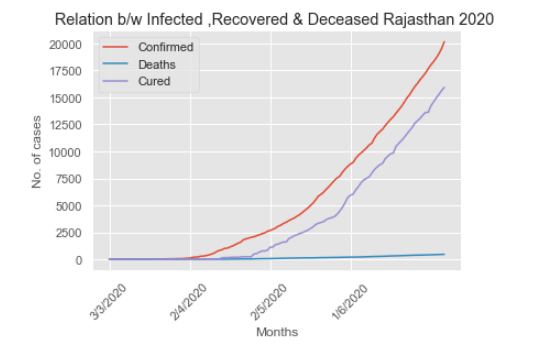 Relation b/w Infected ,Recovered & Deceased Rajasthan 2020
Confirmed
Deaths
Cured
20000
17500
15000
12500
10000
7500
5000
2500
0
No. of cases
3/3/2020
2/4/2020
2/5/2020
1/6/2020
Months